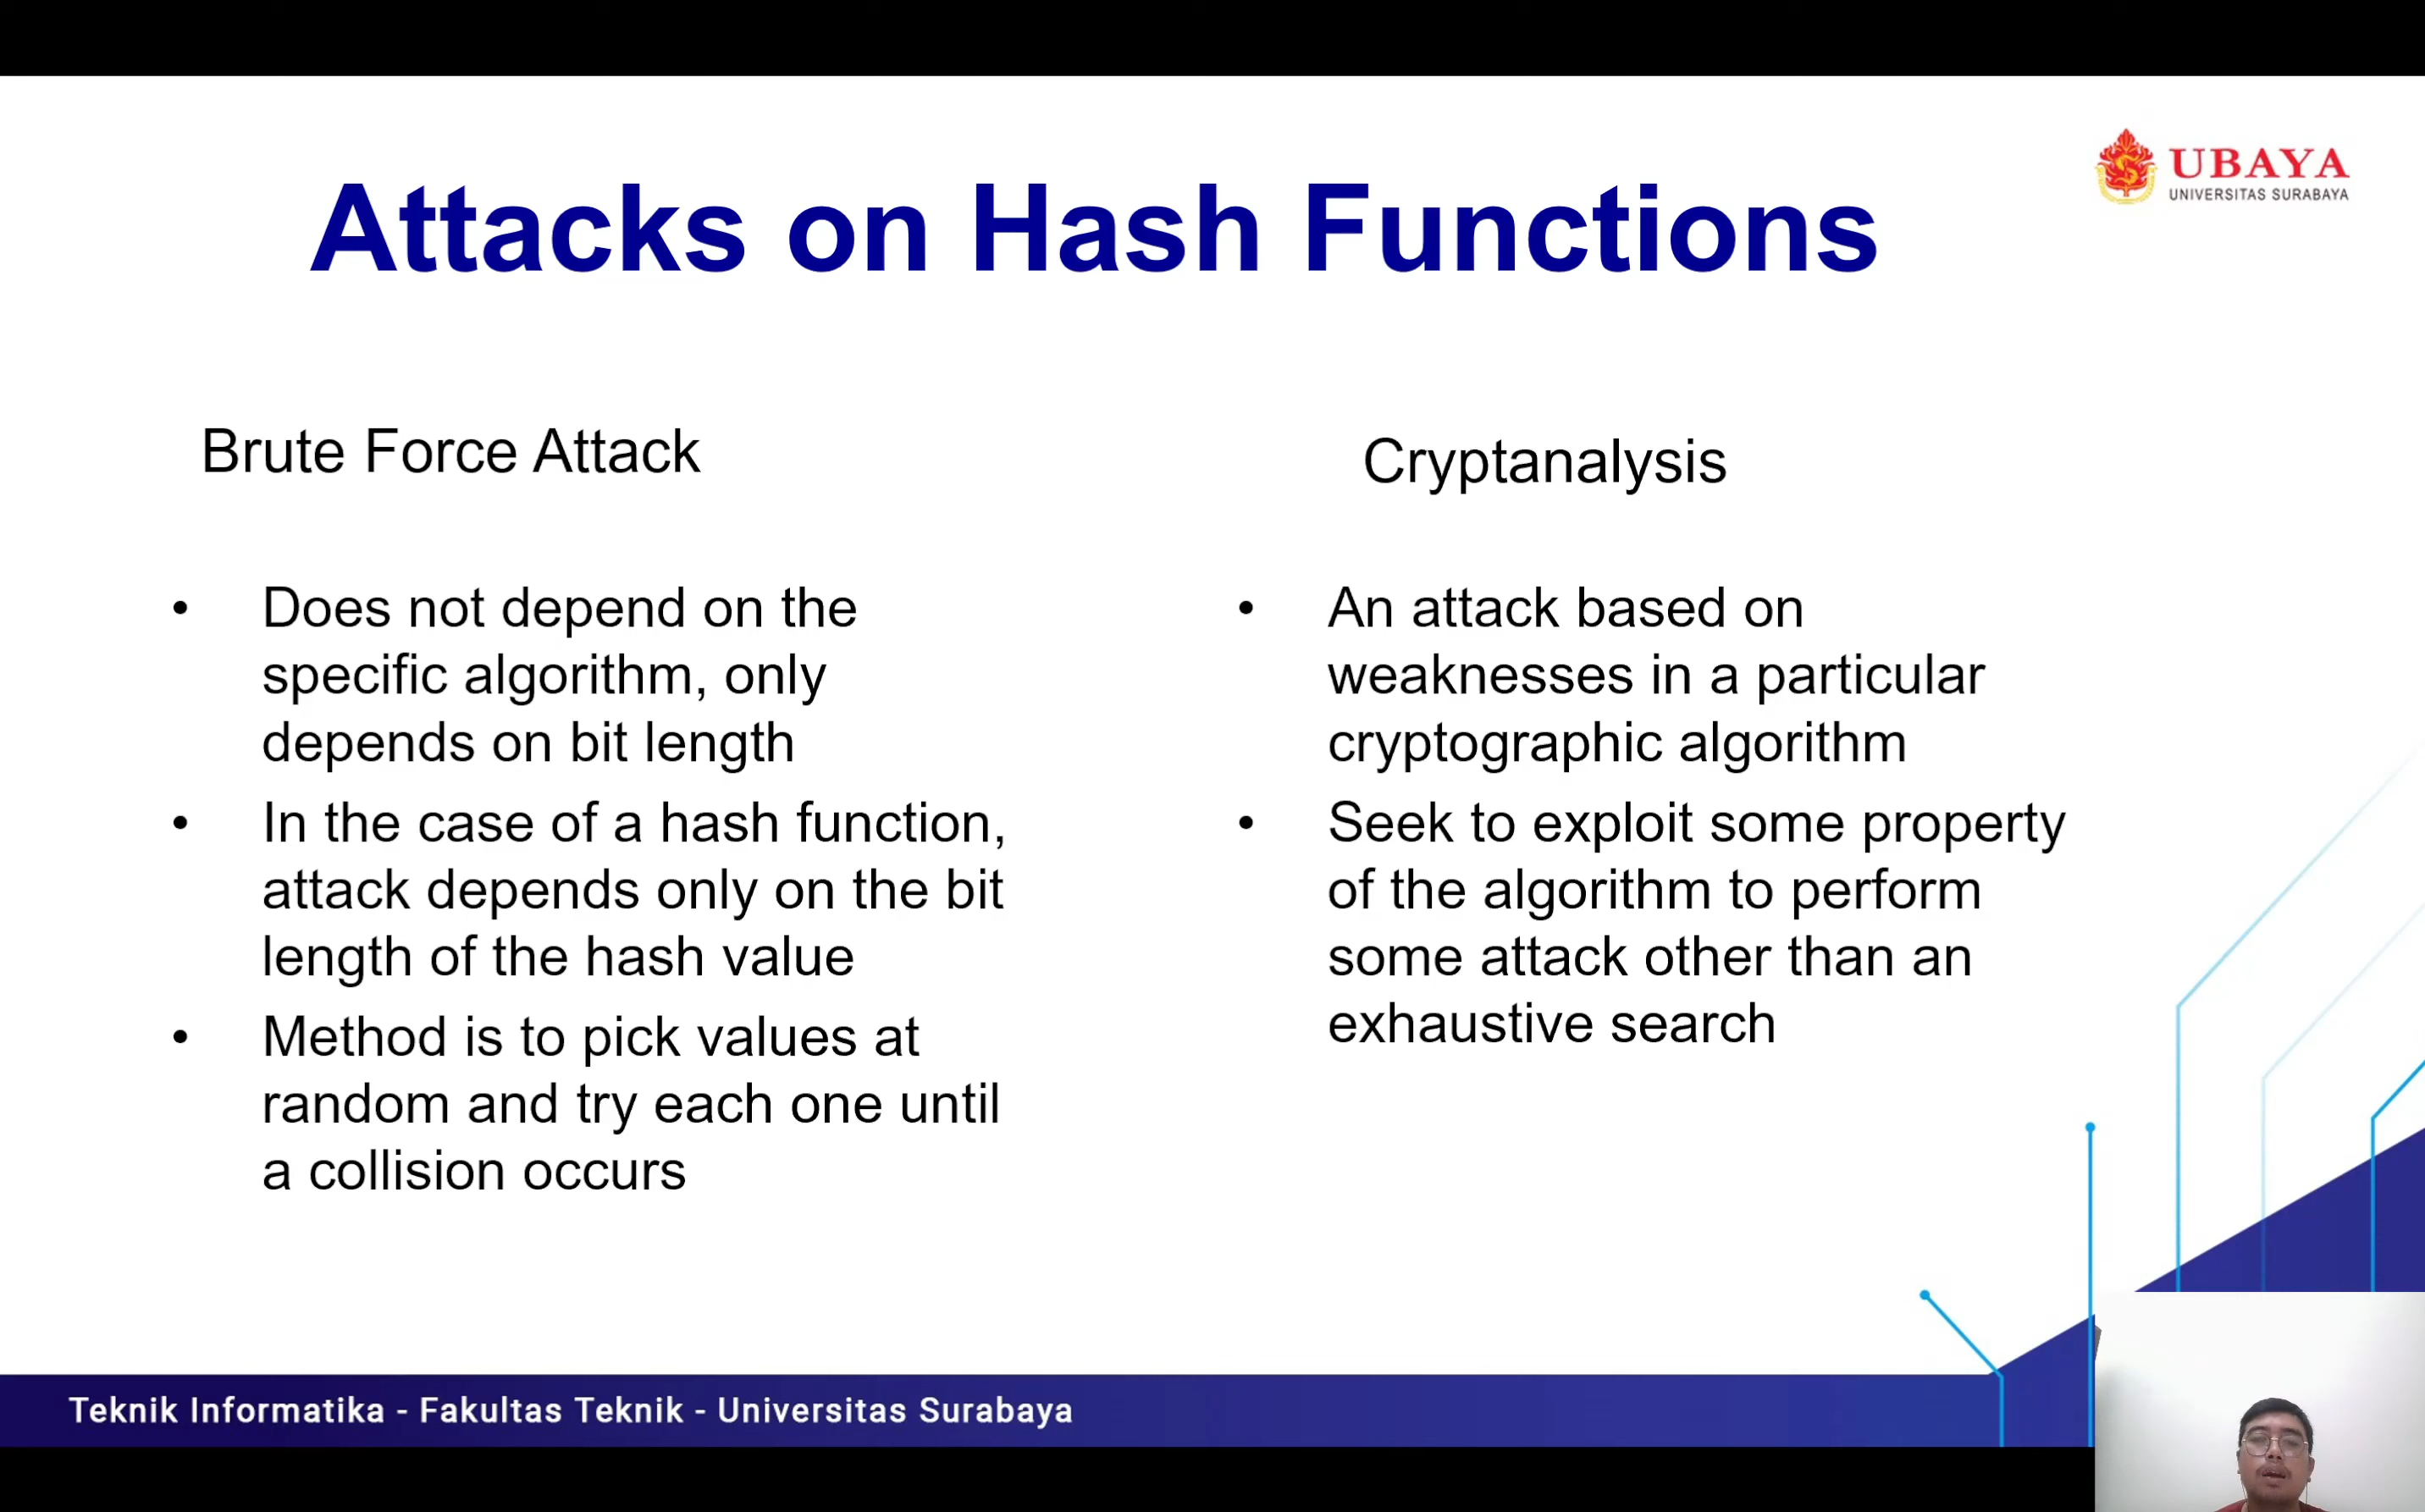 UBAYA
UNIVERSITAS SURABAYA
Attacks on Hash Functions
Brute Force Attack
• Does not depend on the
specific algorithm, only
depends on bit length
• In the case of a hash function,
attack depends only on the bit
length of the hash value
• Method is to pick values at
random and try each one until
a collision occurs
Cryptanalysis
• An attack based on
weaknesses in a particular
cryptographic algorithm
• Seek to exploit some property
of the algorithm to perform
some attack other than an
exhaustive search
Teknik Informatika - Fakultas Teknik - Universitas Surabaya